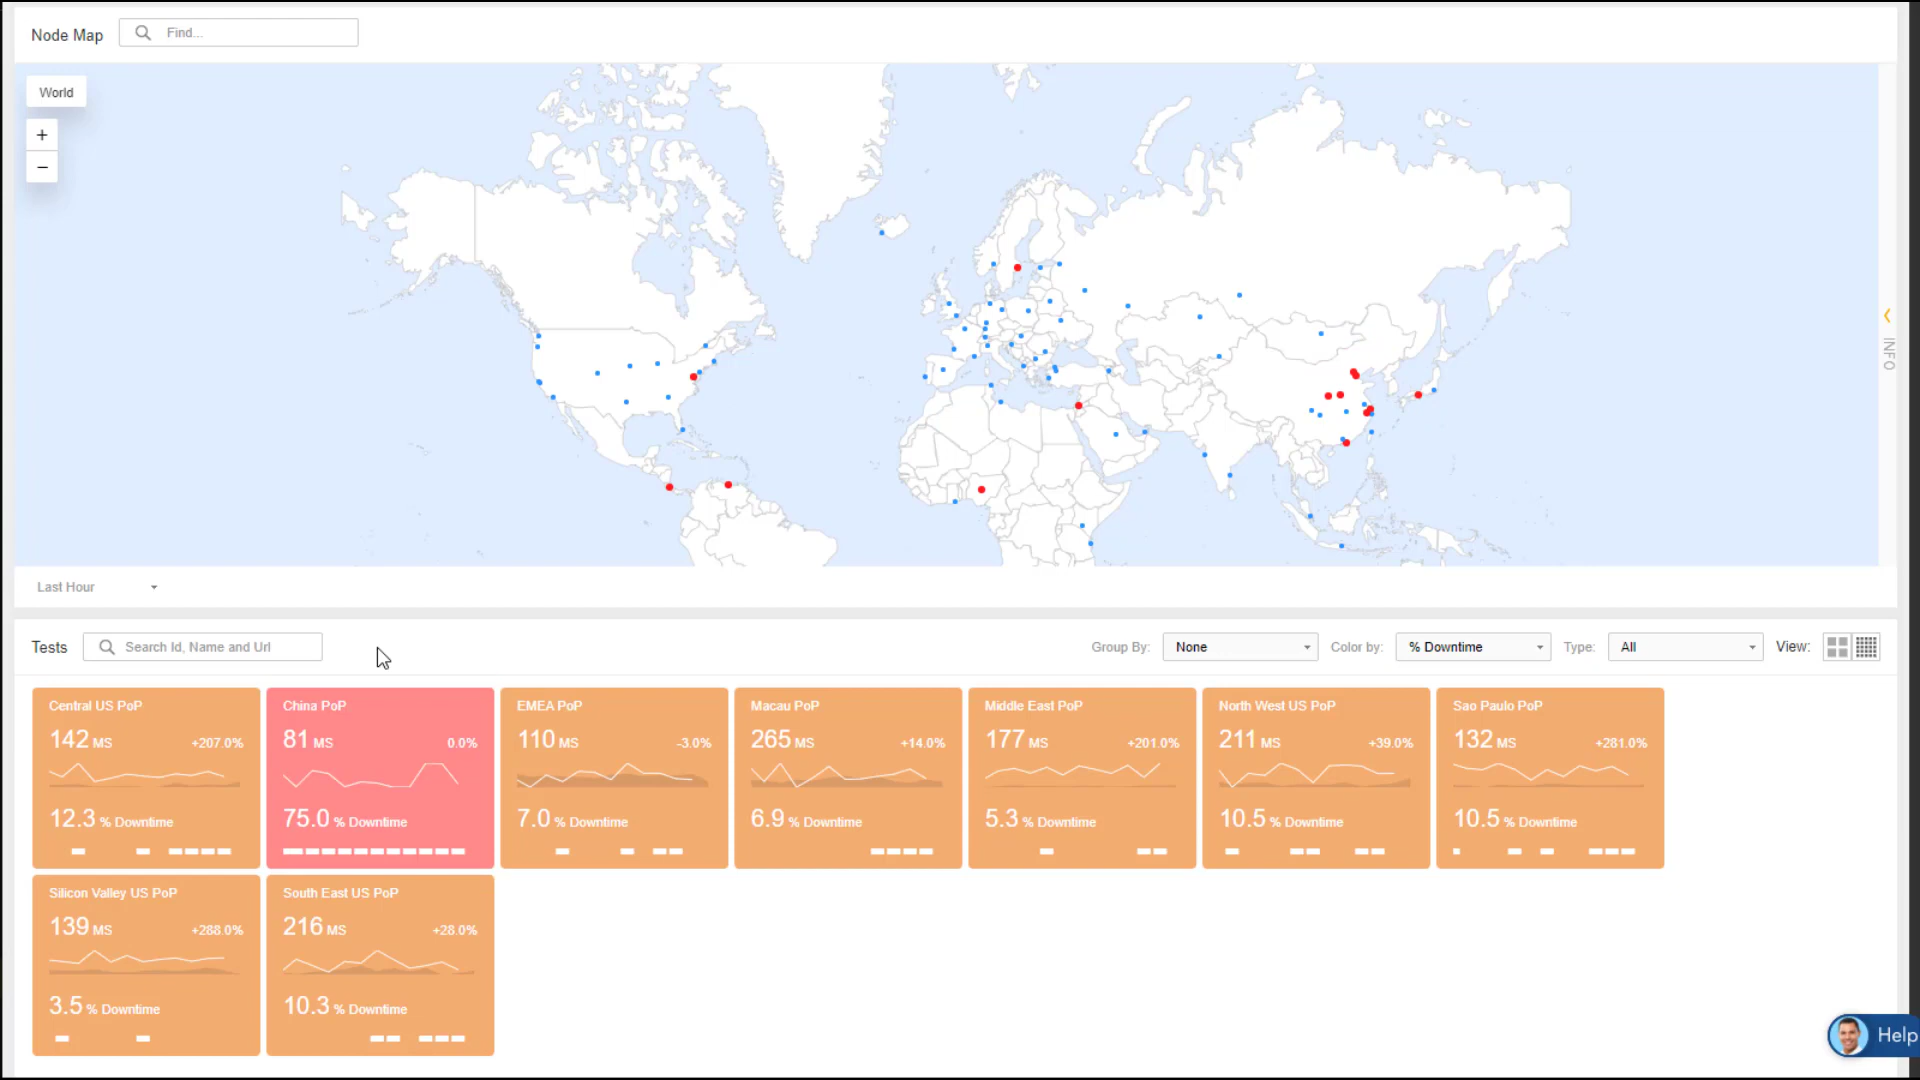 Node Map
Find...
World
+
−
INFO
Last Hour
Tests
Search Id, Name and Url
Group By:
None
Color by:
% Downtime
Type:
All
View:
Central US PoP
142 MS
+207.0%
12.3 % Downtime
China PoP
81 MS
0.0%
75.0 % Downtime
EMEA PoP
110 MS
-3.0%
7.0 % Downtime
Macau PoP
265 MS
+14.0%
6.9 % Downtime
Middle East PoP
177 MS
+201.0%
5.3 % Downtime
North West US PoP
211 MS
+39.0%
10.5 % Downtime
Sao Paulo PoP
132 MS
+281.0%
10.5 % Downtime
Silicon Valley US PoP
139 MS
+288.0%
3.5 % Downtime
South East US PoP
216 MS
+28.0%
10.3 % Downtime
Help